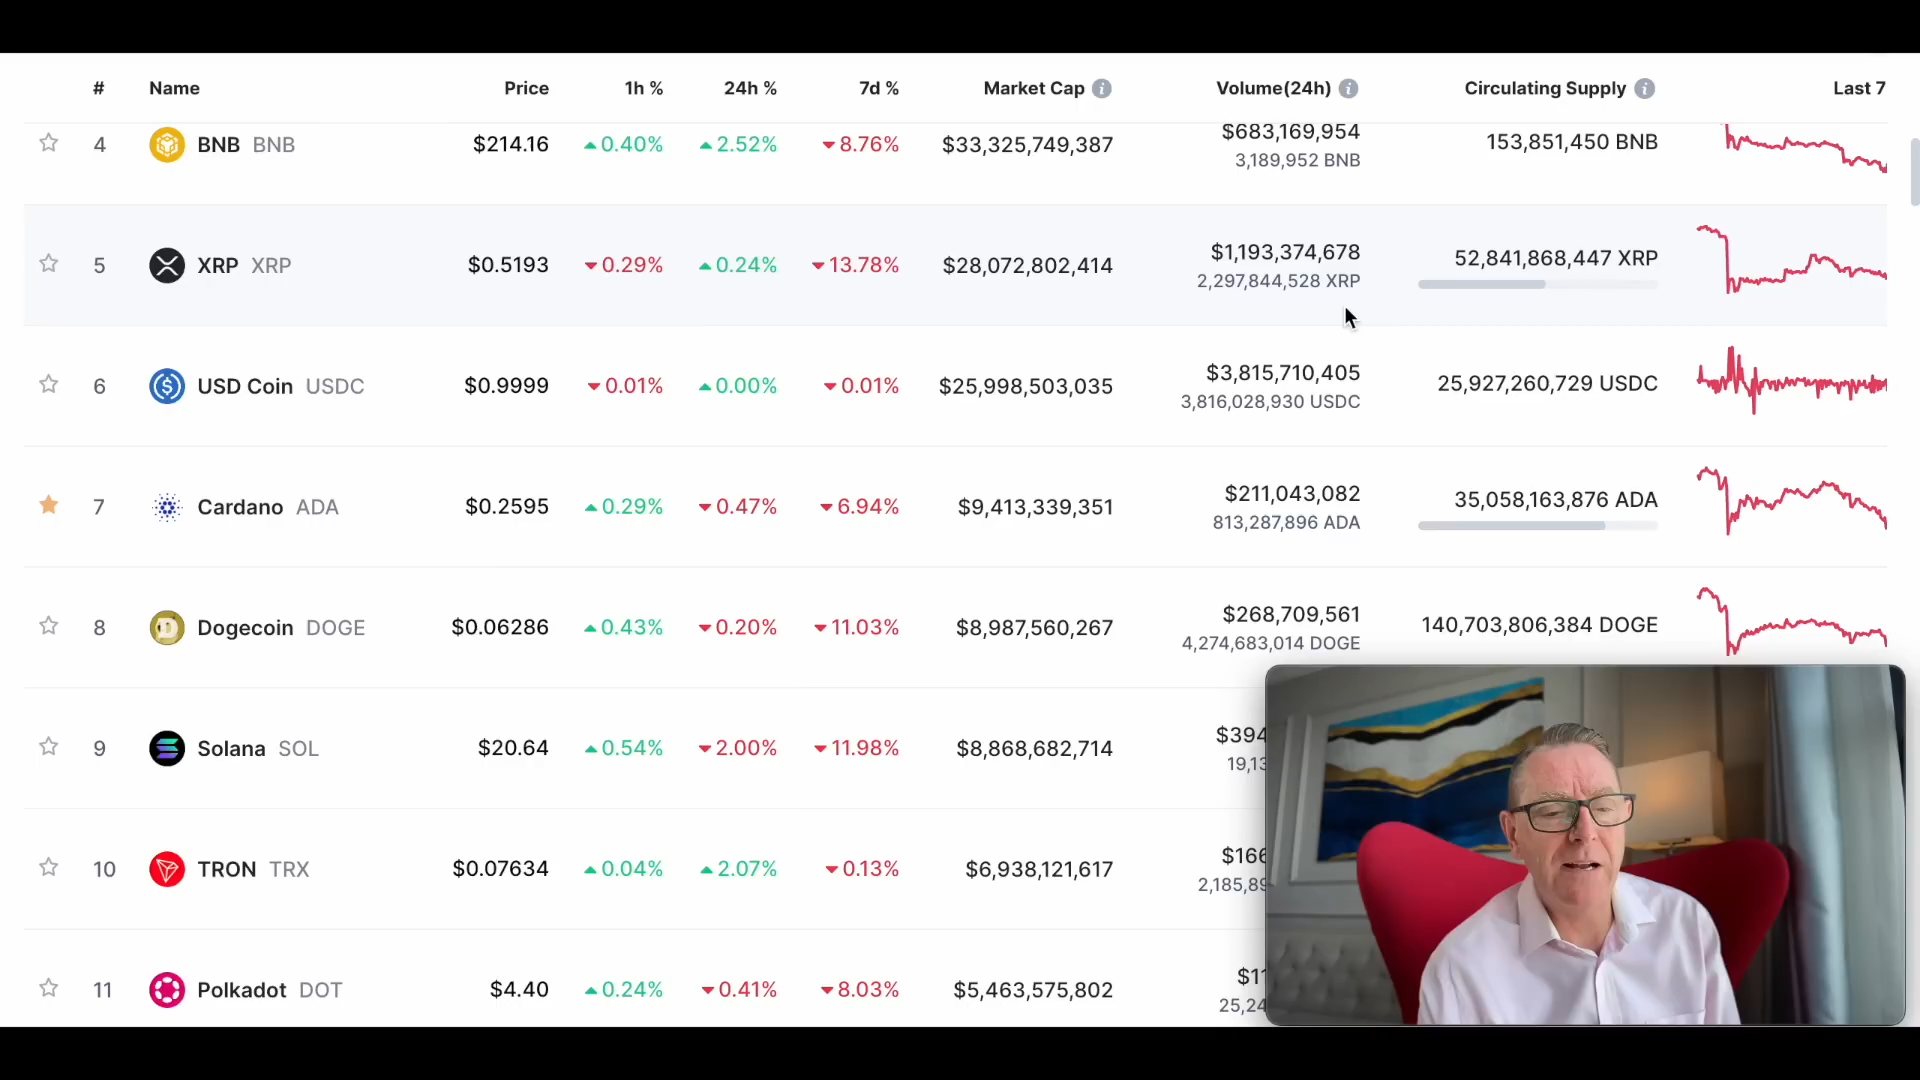 # Name Price 1h % 24h % 7d % Market Cap Volume(24h) Circulating Supply Last 7
4 BNB BNB $214.16 0.40% 2.52% 8.76% $33,325,749,387 $683,169,954 153,851,450 BNB
3,189,952 BNB
5 XRP XRP $0.5193 0.29% 0.24% 13.78% $28,072,802,414 $1,193,374,678 52,841,868,447 XRP
2,297,844,528 XRP
6 USD Coin USDC $0.9999 0.01% 0.00% 0.01% $25,998,503,035 $3,815,710,405 25,927,260,729 USDC
3,816,028,930 USDC
7 Cardano ADA $0.2595 0.29% 0.47% 6.94% $9,413,339,351 $211,043,082 35,058,163,876 ADA
813,287,896 ADA
8 Dogecoin DOGE $0.06286 0.43% 0.20% 11.03% $8,987,560,267 $268,709,561 140,703,806,384 DOGE
4,274,683,014 DOGE
9 Solana SOL $20.64 0.54% 2.00% 11.98% $8,868,682,714 $394
19,13
10 TRON TRX $0.07634 0.04% 2.07% 0.13% $6,938,121,617 $166
2,185,89
11 Polkadot DOT $4.40 0.24% 0.41% 8.03% $5,463,575,802 $11
25,24